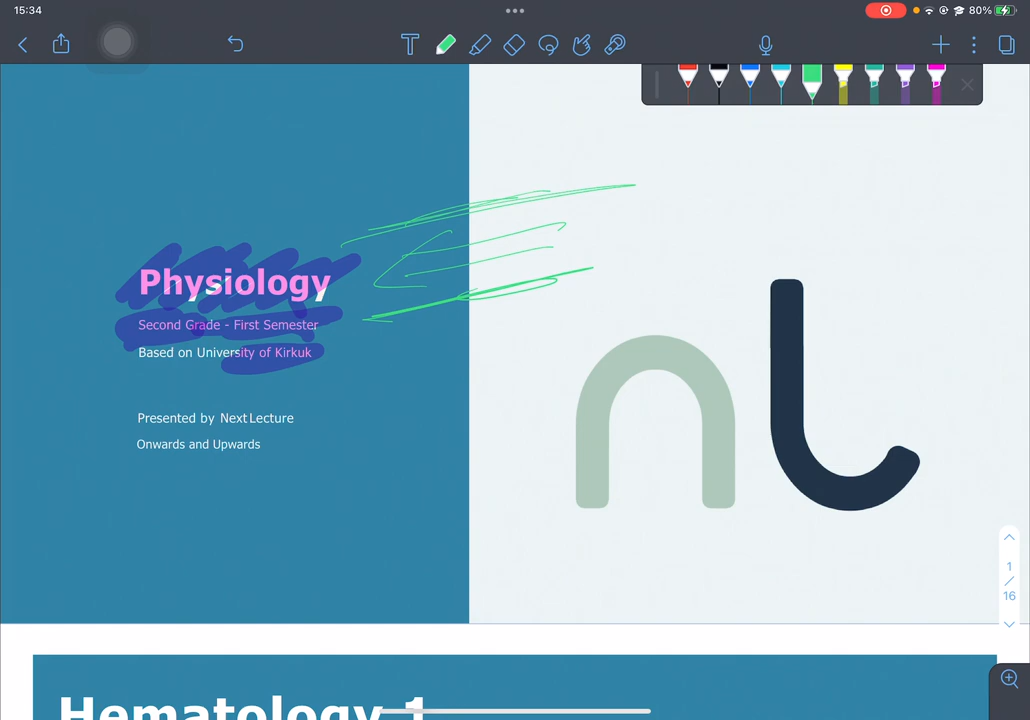 15:34
80%
Physiology
Second Grade - First Semester
Based on University of Kirkuk
Presented by NextLecture
Onwards and Upwards
nl
1
/
16
Hematology 1